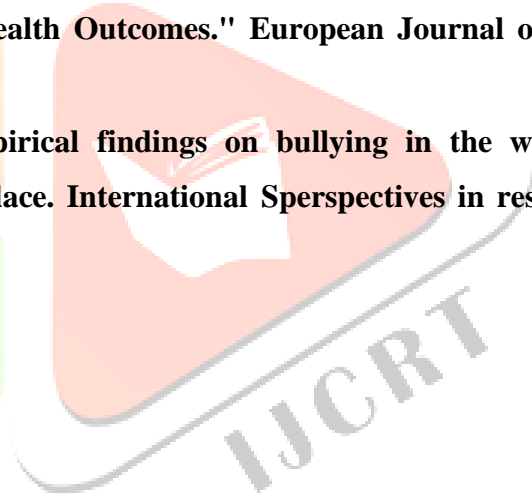 ealth Outcomes." European Journal o
pirical findings on bullying in the w
lace. International Sperspectives in res
IJCRT